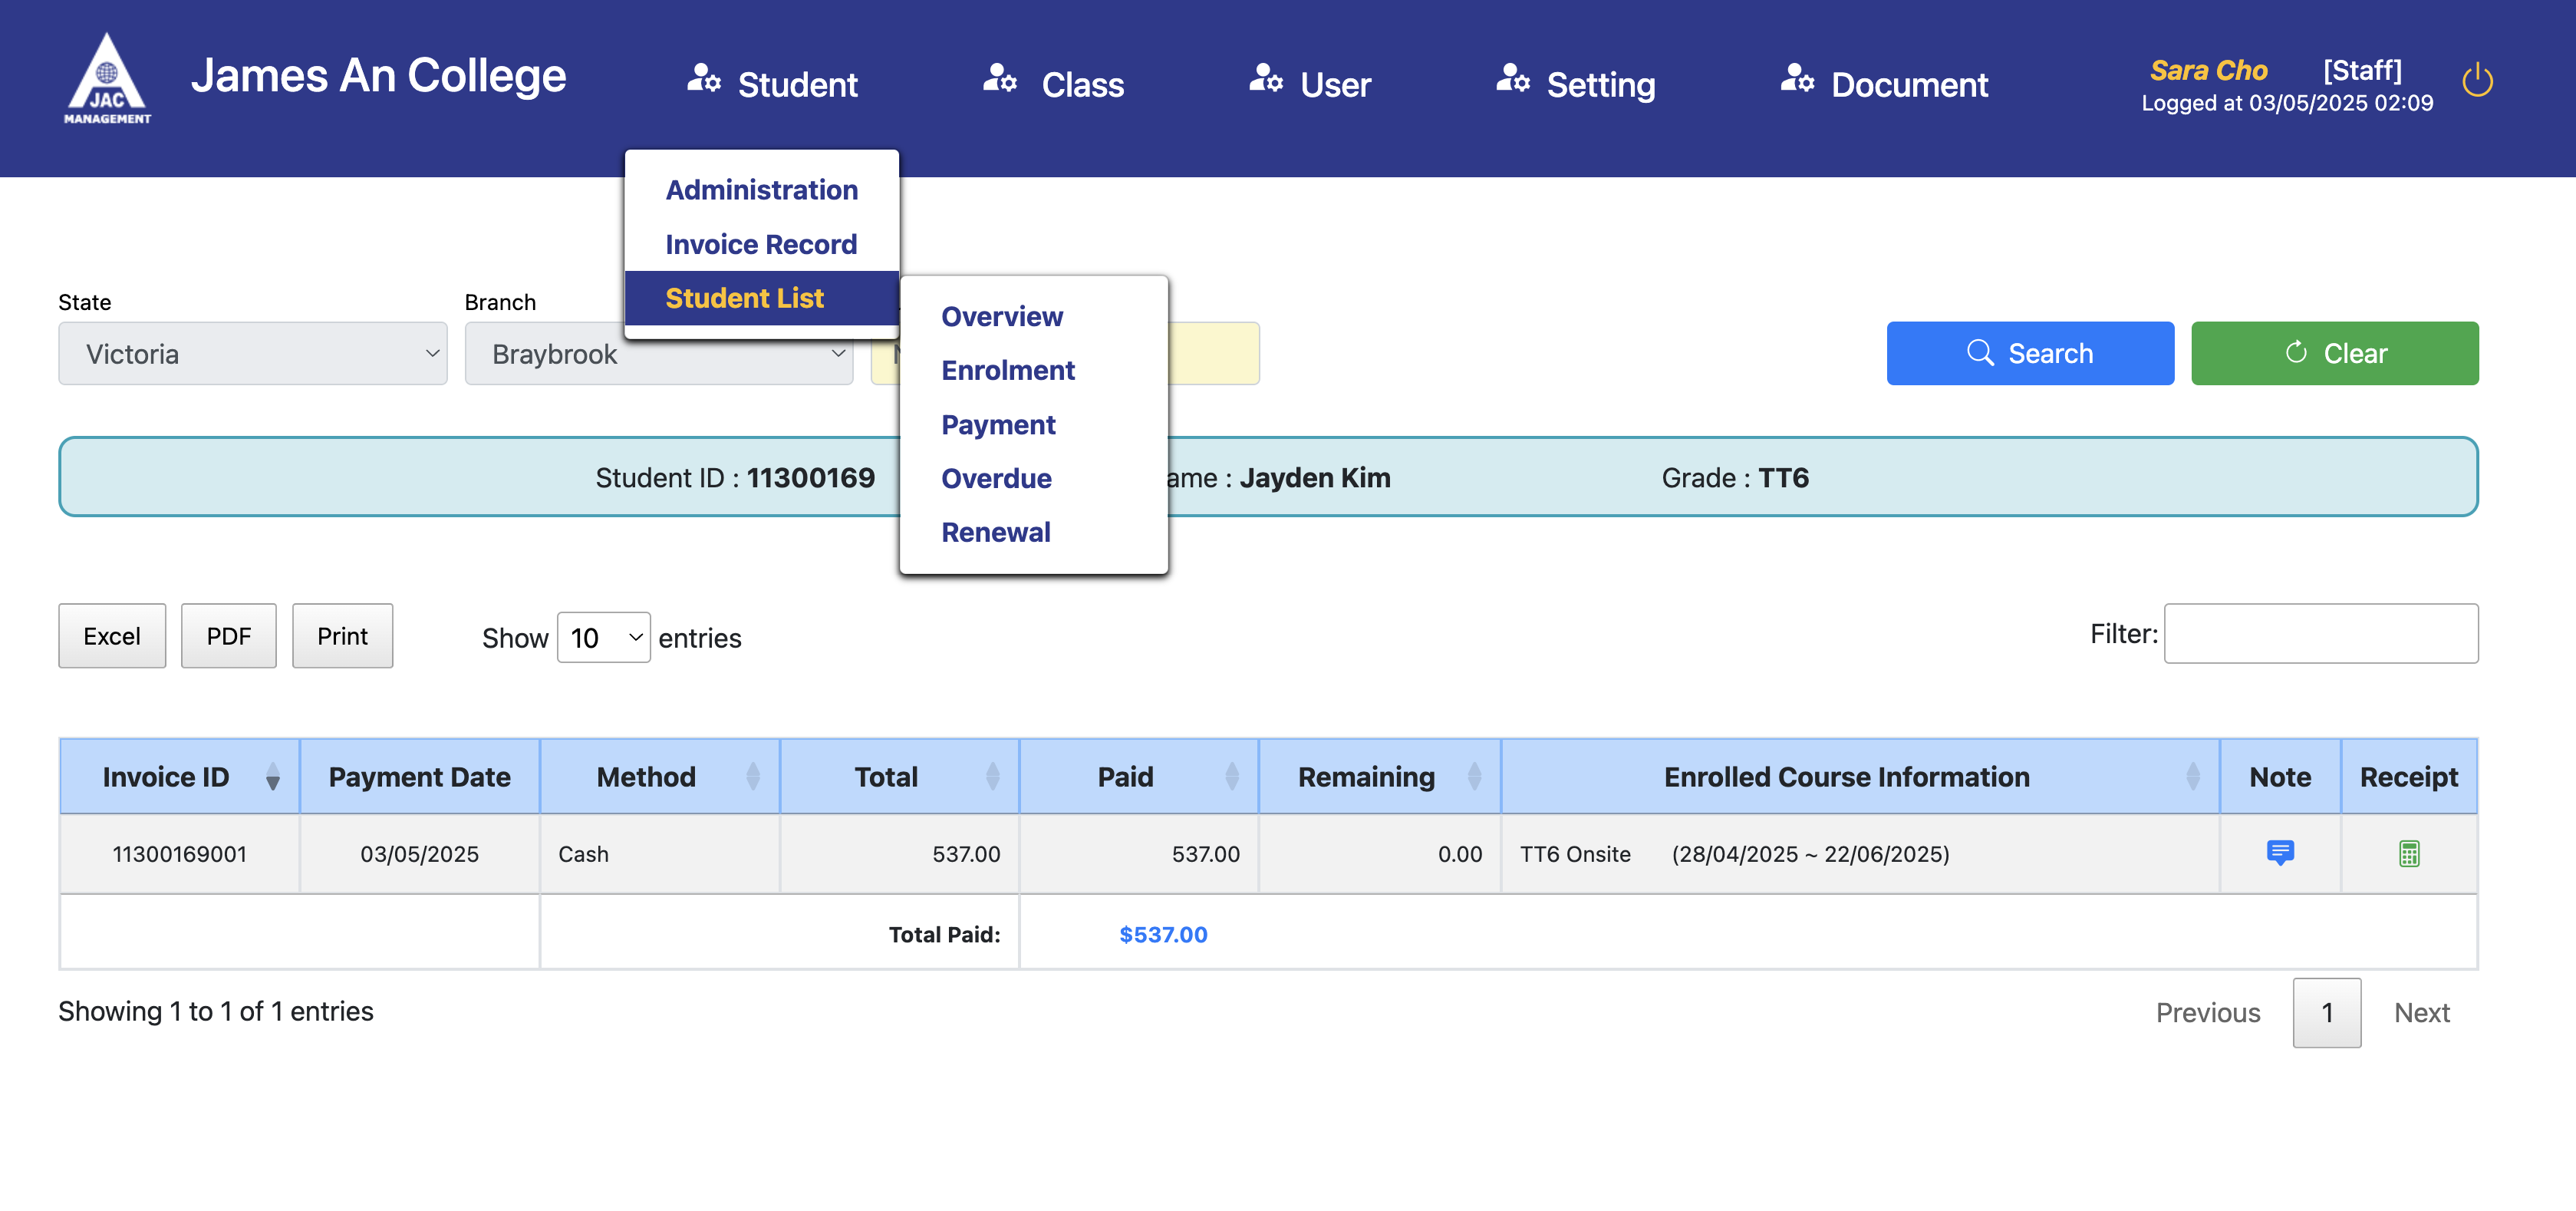 JAC
MANAGEMENT
James An College
Student
Class
User
Setting
Document
Sara Cho [Staff]
Logged at 03/05/2025 02:09
Administration
Invoice Record
Student List
Overview
Enrolment
Payment
Overdue
Renewal
State
Branch
Victoria
Braybrook
Search
Clear
Student ID : 11300169
ame : Jayden Kim
Grade : TT6
Excel
PDF
Print
Show 10 entries
Filter:
Invoice ID Payment Date Method Total Paid Remaining Enrolled Course Information Note Receipt
11300169001 03/05/2025 Cash 537.00 537.00 0.00 TT6 Onsite (28/04/2025 ~ 22/06/2025)
Total Paid: $537.00
Showing 1 to 1 of 1 entries
Previous 1 Next